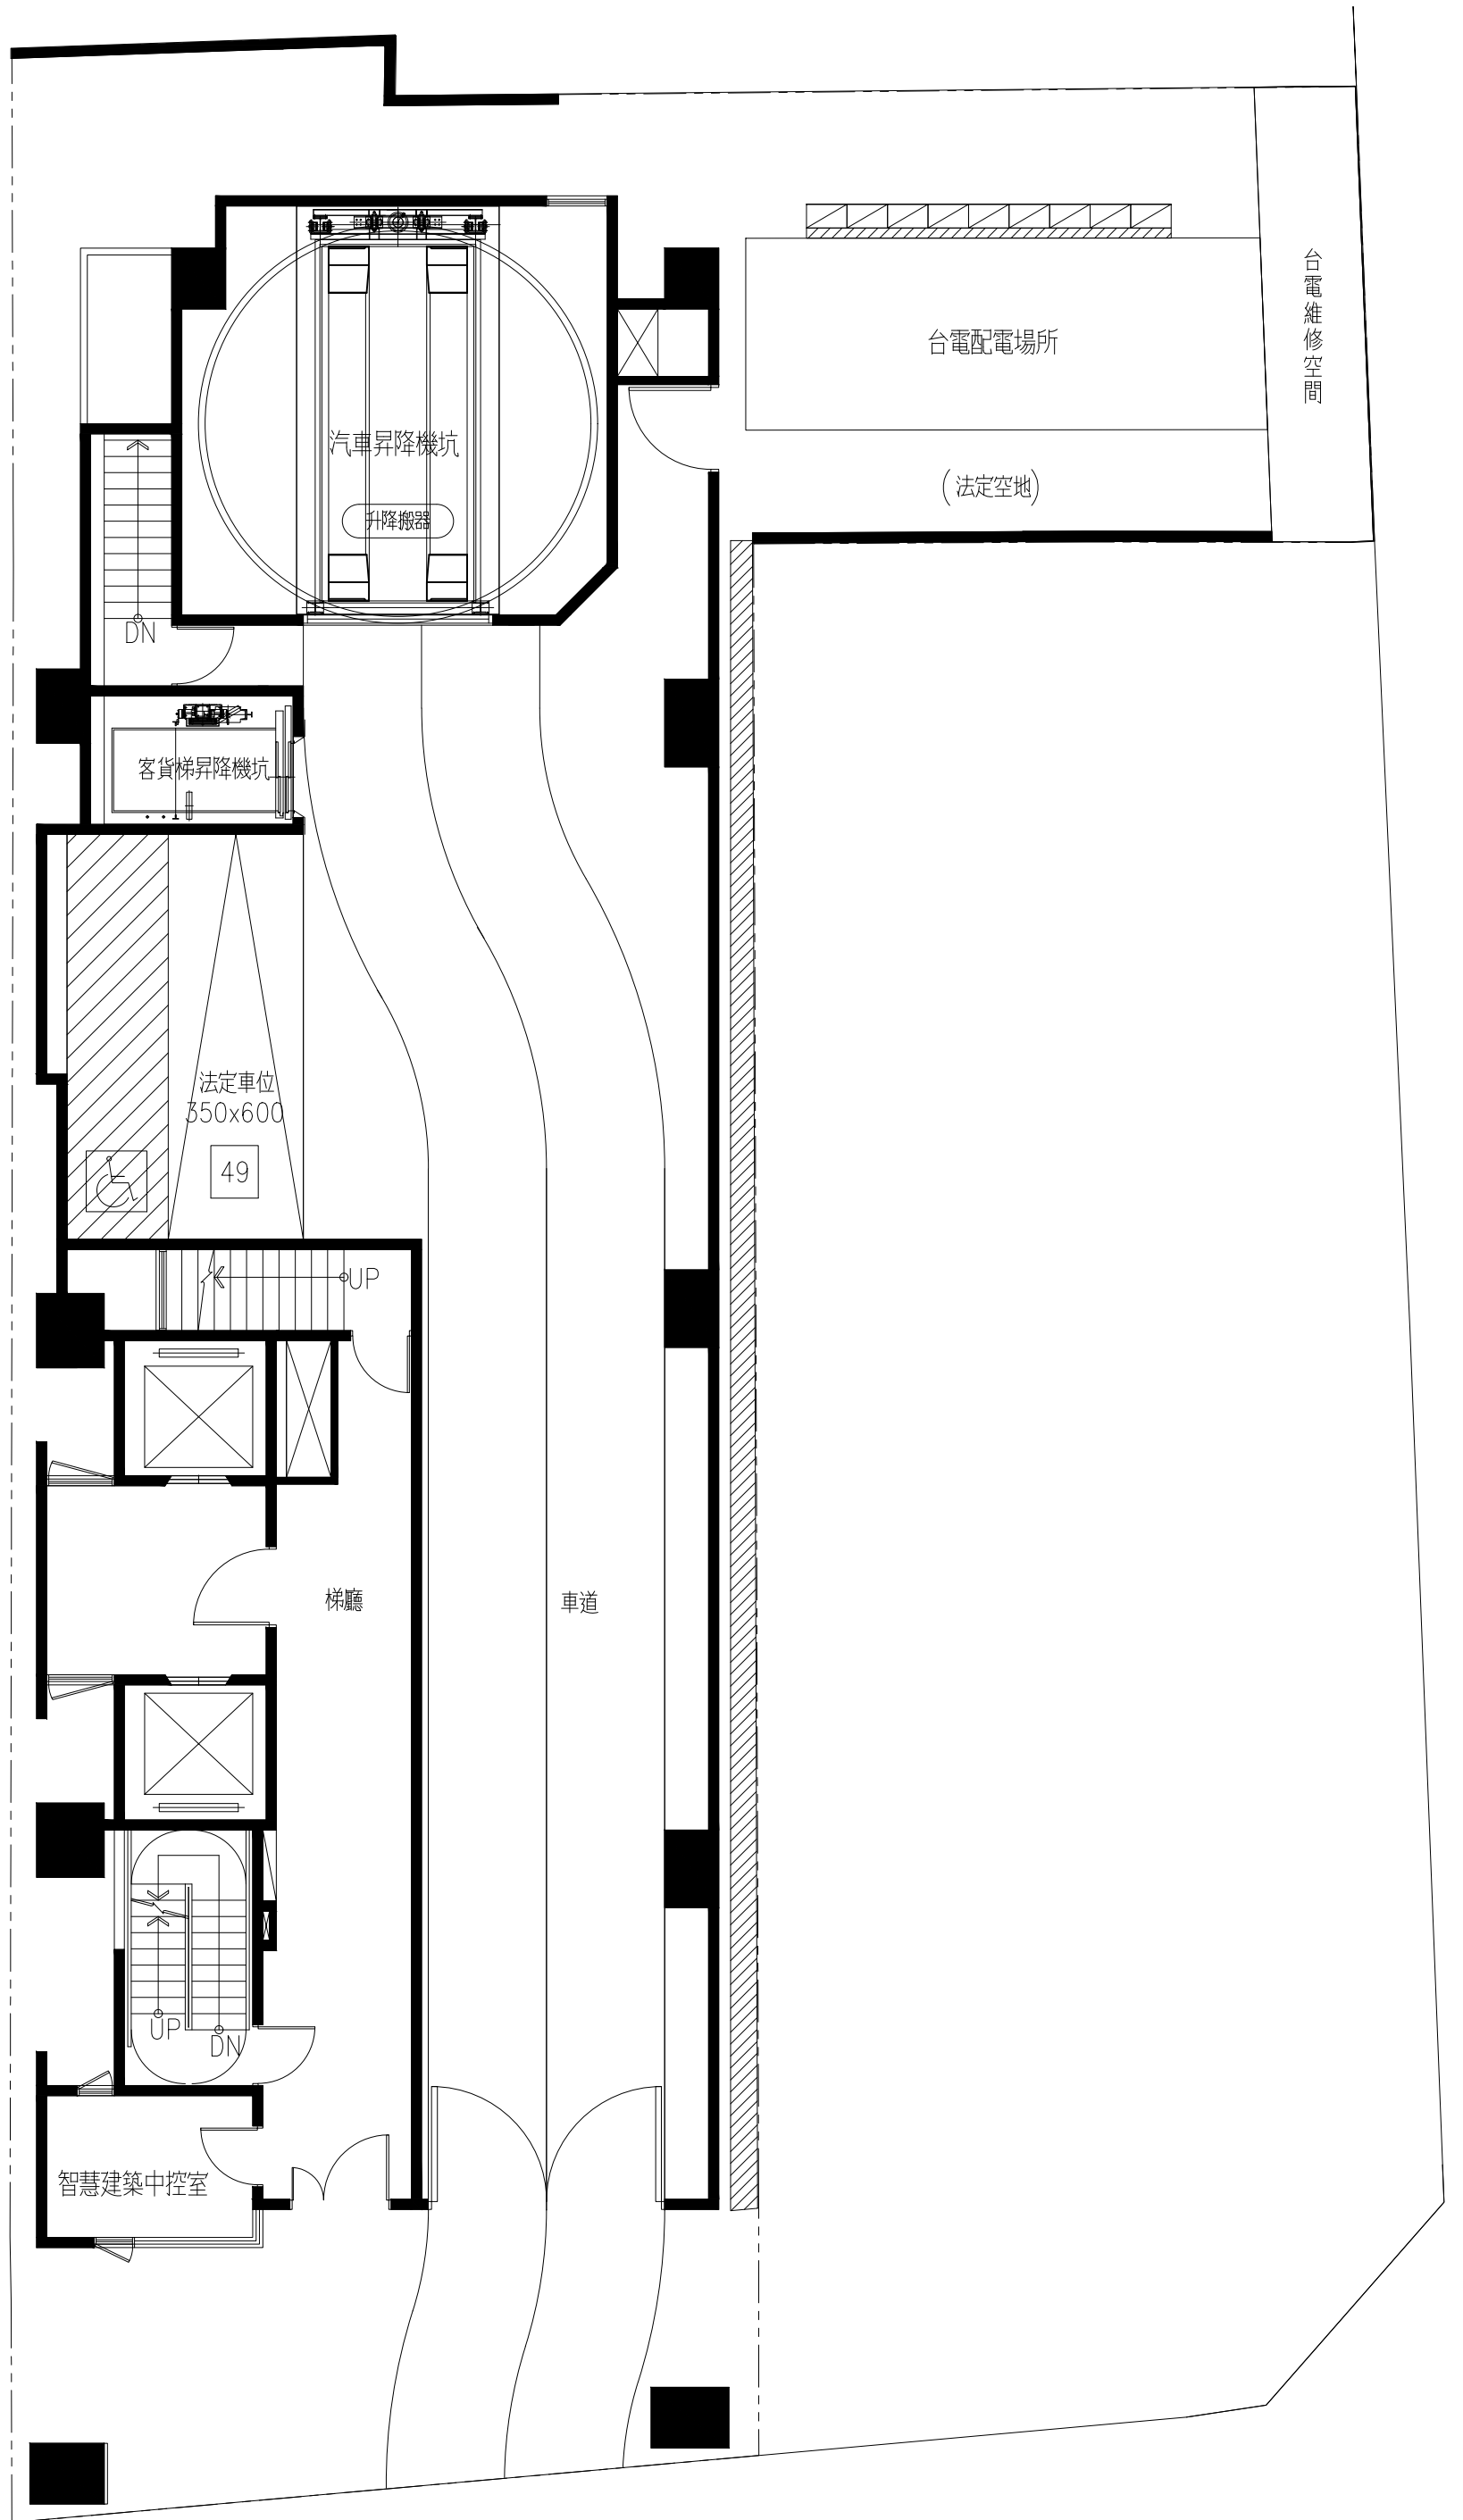 台電維修空間
台電配電場所
汽車昇降機坑
(法定空地)
升降搬器
DN
客貨梯昇降機坑
法定車位
350x600
49
UP
梯廳
車道
UP
DN
智慧建築中控室